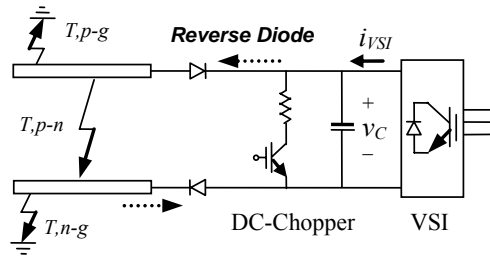 T,p-g
Reverse Diode
i_VSI
T,p-n
+
v_C
−
T,n-g
DC-Chopper
VSI